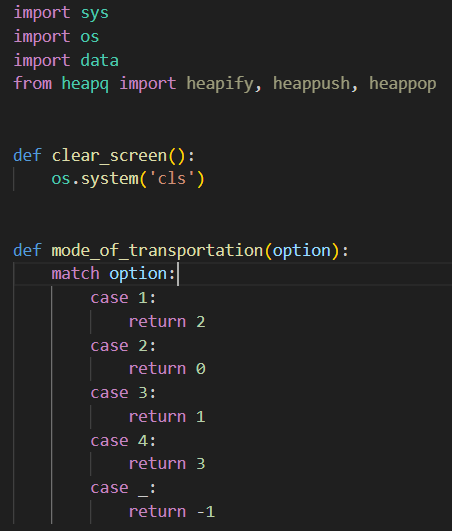 import sys
import os
import data
from heapq import heapify, heappush, heappop
def clear_screen():
    os.system('cls')
def mode_of_transportation(option):
    match option:
        case 1:
            return 2
        case 2:
            return 0
        case 3:
            return 1
        case 4:
            return 3
        case _:
            return -1